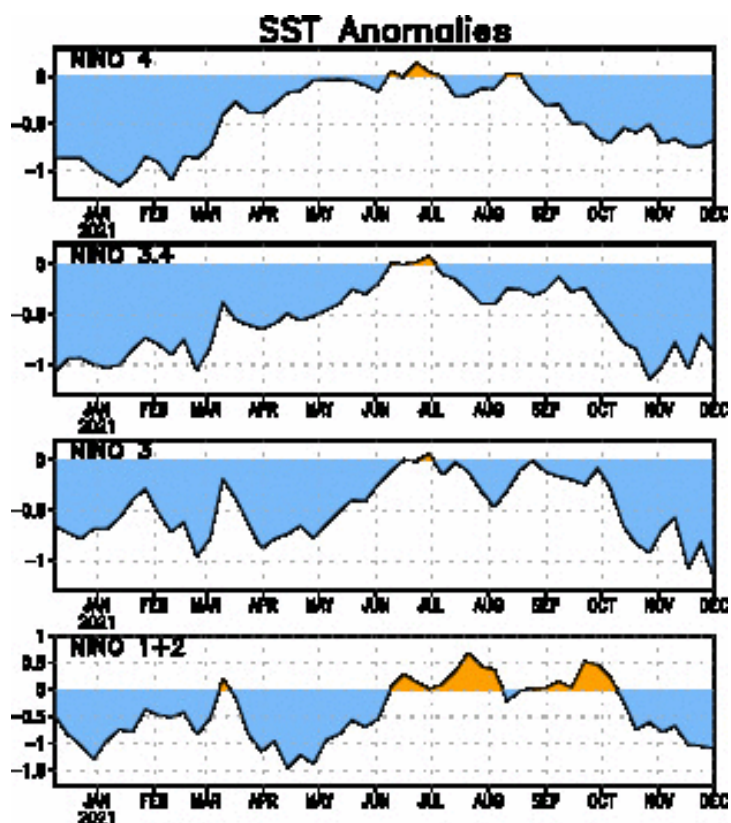 SST Anomalies
NINO 4
0
-0.5
-1
JAN FEB MAR APR MAY JUN JUL AUG SEP OCT NOV DEC
2021
NINO 3.4
0
-0.5
-1
JAN FEB MAR APR MAY JUN JUL AUG SEP OCT NOV DEC
2021
NINO 3
0
-0.5
-1
JAN FEB MAR APR MAY JUN JUL AUG SEP OCT NOV DEC
2021
1
NINO 1+2
0.5
0
-0.5
-1
-1.5
JAN FEB MAR APR MAY JUN JUL AUG SEP OCT NOV DEC
2021